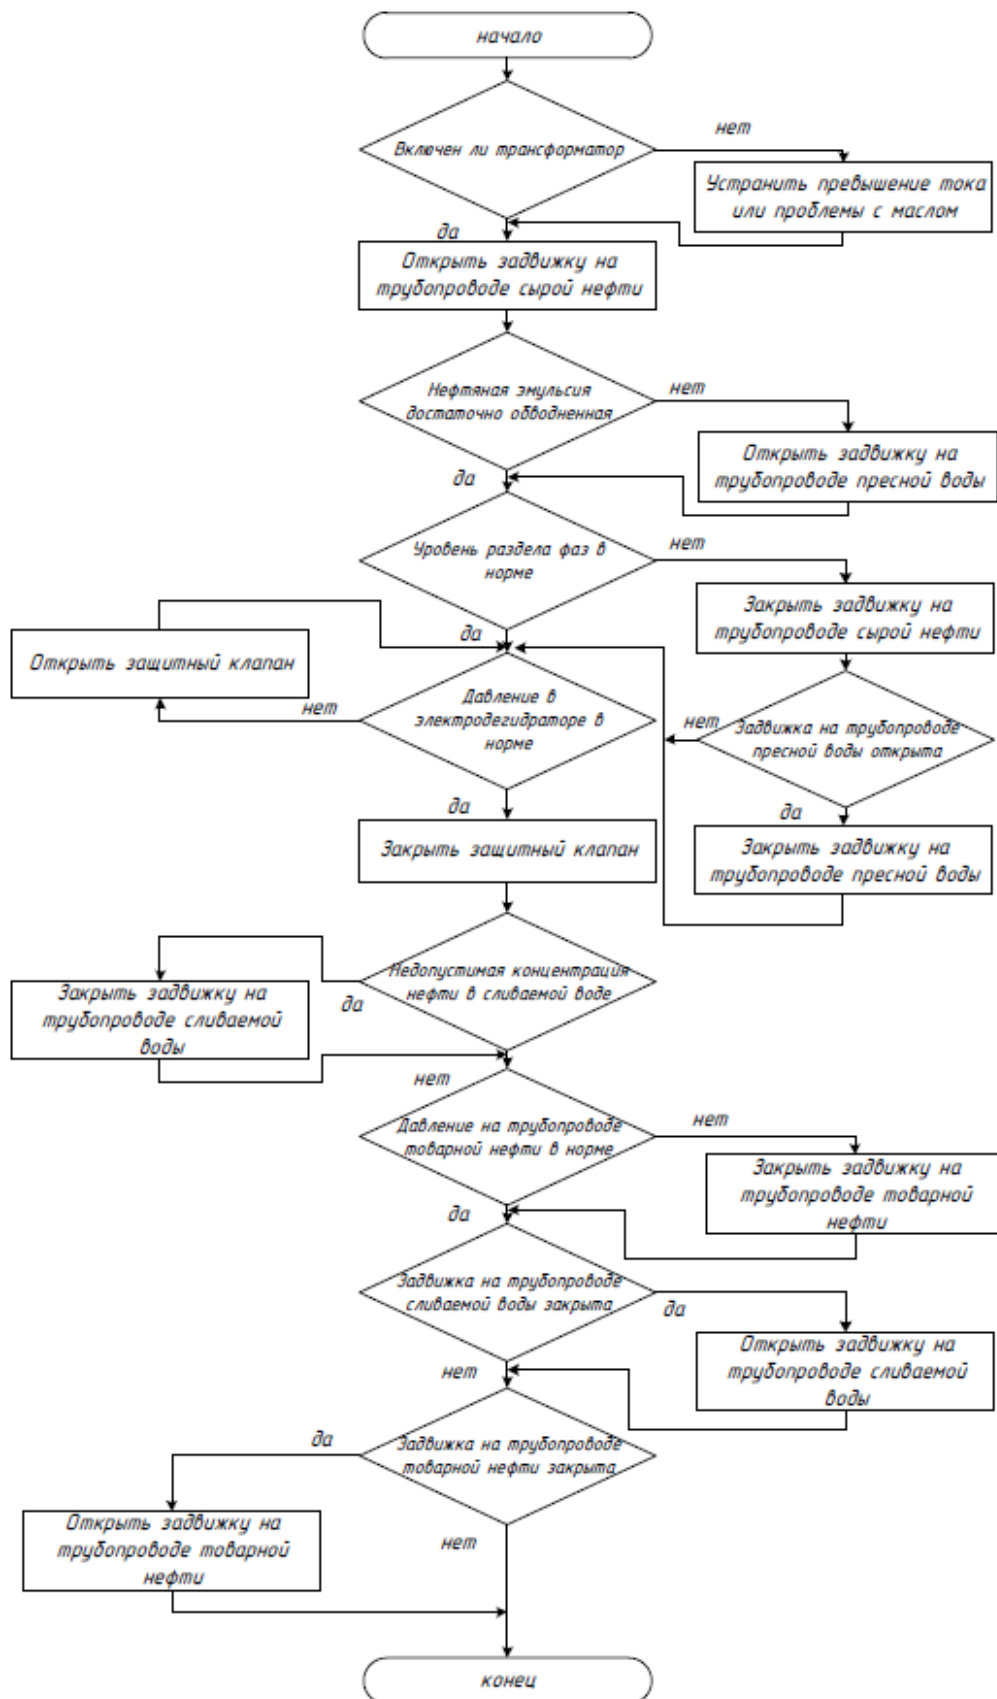 начало
Включен ли трансформатор
нет
Устранить превышение тока
или проблемы с маслом
да
Открыть задвижку на
трубопроводе сырой нефти
Нефтяная эмульсия
достаточно обводненная
нет
Открыть задвижку на
трубопроводе пресной воды
да
Уровень раздела фаз в
норме
нет
Закрыть задвижку на
трубопроводе сырой нефти
да
Открыть защитный клапан
Давление в
электродегидраторе в
норме
нет
нет
Задвижка на трубопроводе
пресной воды открыта
да
да
Закрыть защитный клапан
Закрыть задвижку на
трубопроводе пресной воды
Недопустимая концентрация
нефти в сливаемой воде
да
Закрыть задвижку на
трубопроводе сливаемой
воды
нет
Давление на трубопроводе
товарной нефти в норме
нет
Закрыть задвижку на
трубопроводе товарной
нефти
да
Задвижка на трубопроводе
сливаемой воды закрыта
да
Открыть задвижку на
трубопроводе сливаемой
воды
нет
Задвижка на трубопроводе
товарной нефти закрыта
да
Открыть задвижку на
трубопроводе товарной
нефти
нет
конец